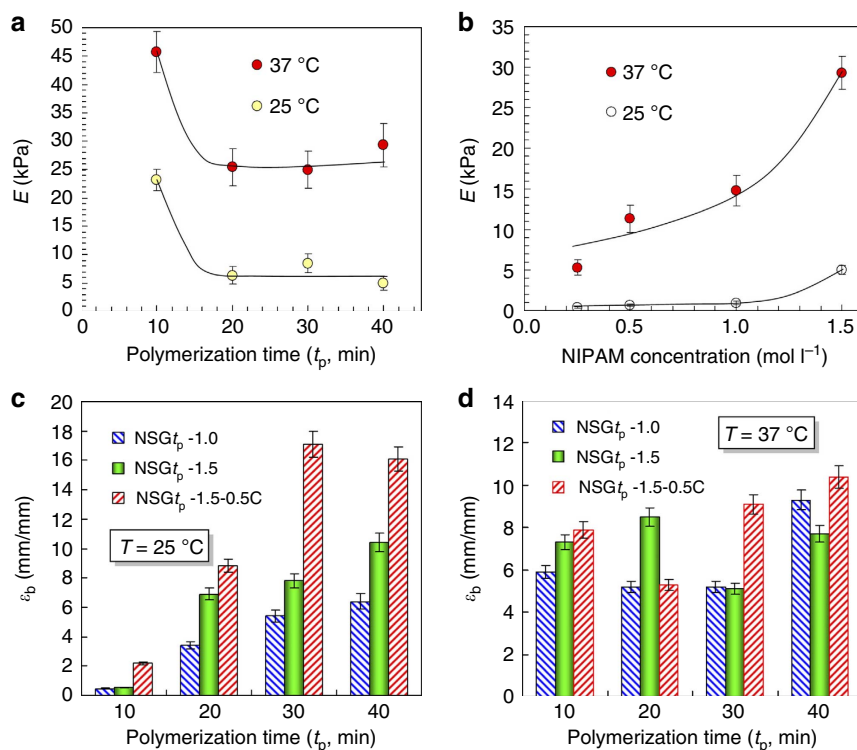 a
50
45
40
35
30
25
20
15
10
5
0
E (kPa)
37 °C
25 °C
0 10 20 30 40
Polymerization time (tp, min)
b
35
30
25
20
15
10
5
0
E (kPa)
37 °C
25 °C
0.0 0.5 1.0 1.5
NIPAM concentration (mol l⁻¹)
c
20
18
16
14
12
10
8
6
4
2
0
εb (mm/mm)
NSGtp -1.0
NSGtp -1.5
NSGtp -1.5-0.5C
T = 25 °C
10 20 30 40
Polymerization time (tp, min)
d
14
12
10
8
6
4
2
0
εb (mm/mm)
NSGtp -1.0
NSGtp -1.5
NSGtp -1.5-0.5C
T = 37 °C
10 20 30 40
Polymerization time (tp, min)